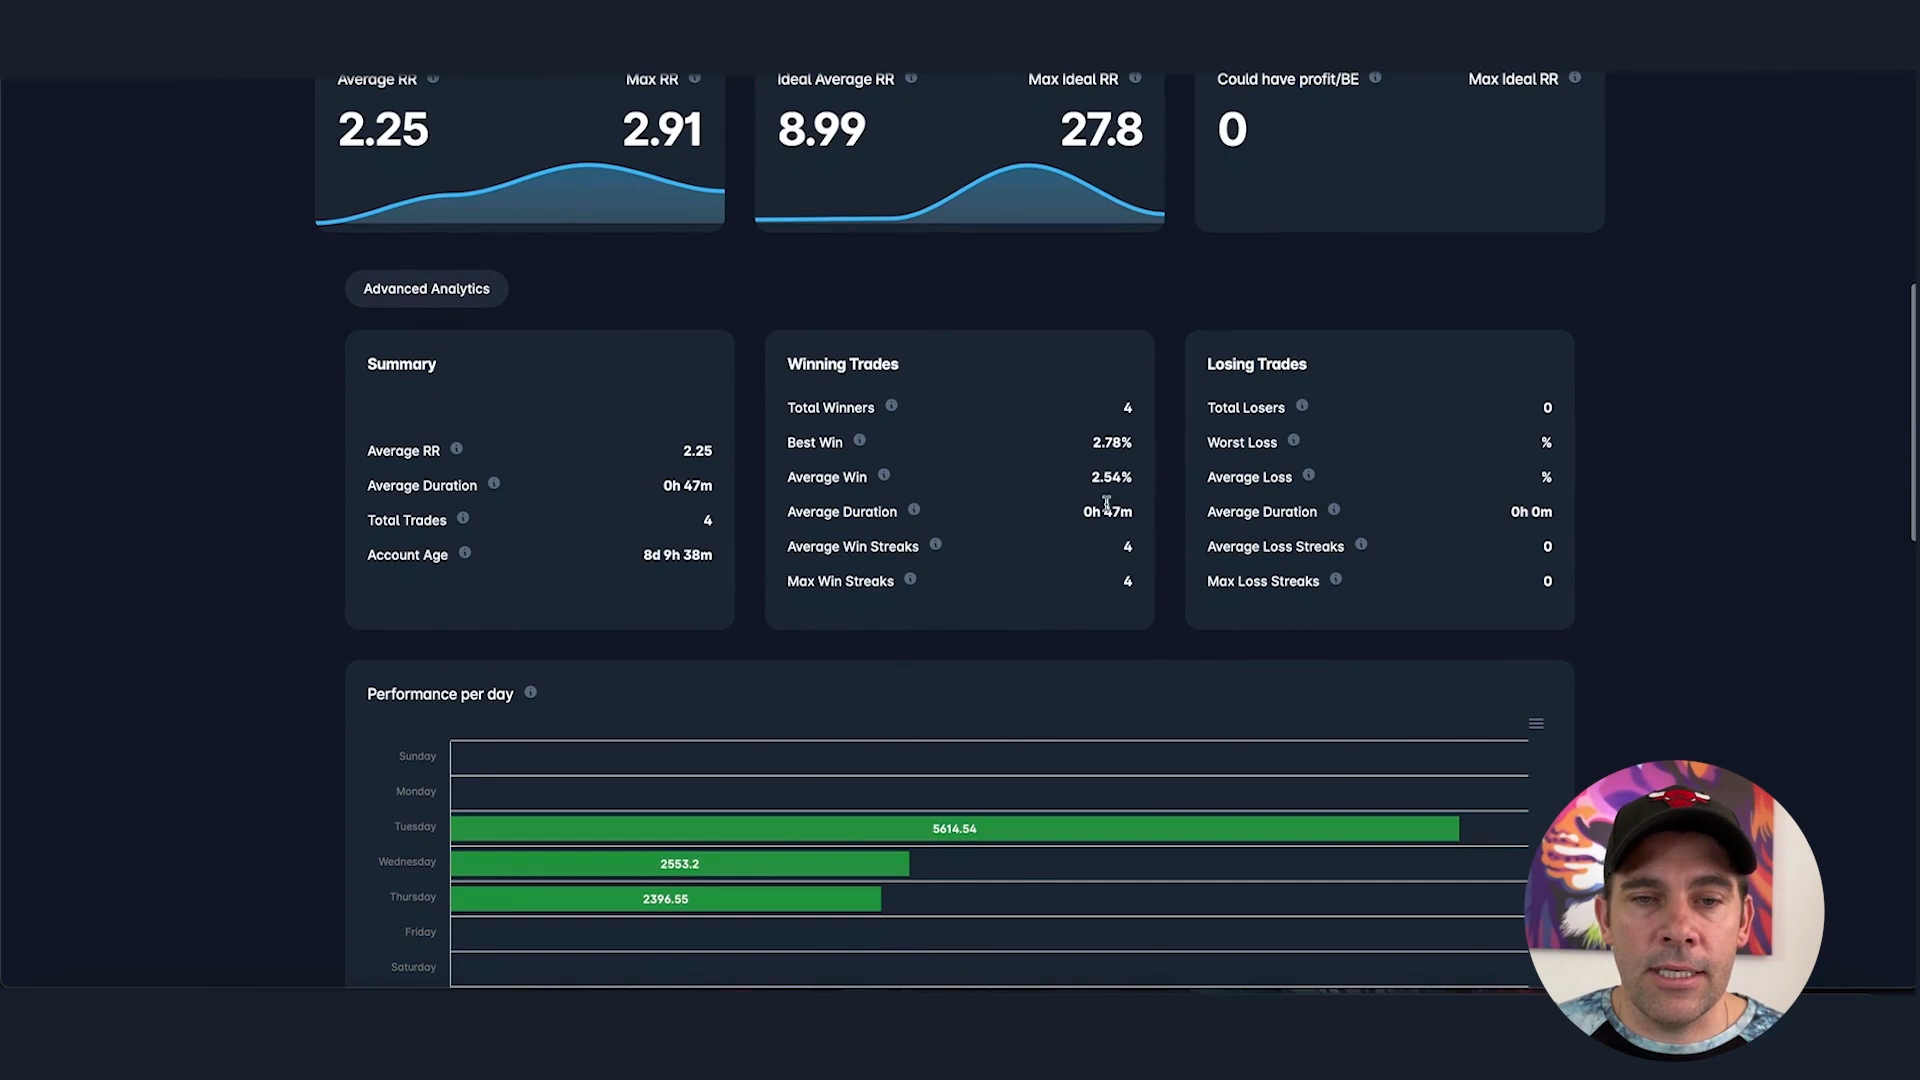 Average RR Max RR
2.25 2.91
Ideal Average RR Max Ideal RR
8.99 27.8
Could have profit/BE Max Ideal RR
0
Advanced Analytics
Summary
Average RR 2.25
Average Duration 0h 47m
Total Trades 4
Account Age 8d 9h 38m
Winning Trades
Total Winners 4
Best Win 2.78%
Average Win 2.54%
Average Duration 0h 47m
Average Win Streaks 4
Max Win Streaks 4
Losing Trades
Total Losers 0
Worst Loss %
Average Loss %
Average Duration 0h 0m
Average Loss Streaks 0
Max Loss Streaks 0
Performance per day
Sunday
Monday
Tuesday 5614.54
Wednesday 2553.2
Thursday 2396.55
Friday
Saturday